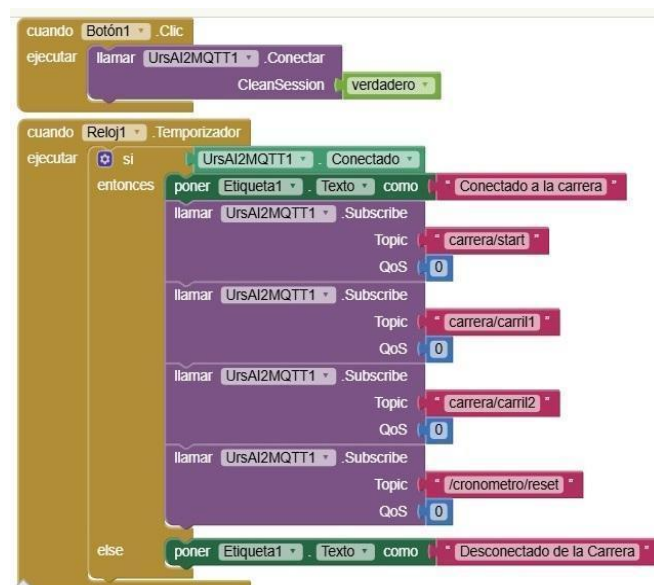 cuando Botón1 .Clic
ejecutar llamar UrsAI2MQTT1 .Conectar
CleanSession verdadero
cuando Reloj1 .Temporizador
ejecutar si UrsAI2MQTT1 . Conectado
entonces poner Etiqueta1 . Texto como " Conectado a la carrera "
llamar UrsAI2MQTT1 .Subscribe
Topic " carrera/start "
QoS 0
llamar UrsAI2MQTT1 .Subscribe
Topic " carrera/carril1 "
QoS 0
llamar UrsAI2MQTT1 .Subscribe
Topic " carrera/carril2 "
QoS 0
llamar UrsAI2MQTT1 .Subscribe
Topic " /cronometro/reset "
QoS 0
else poner Etiqueta1 . Texto como " Desconectado de la Carrera "